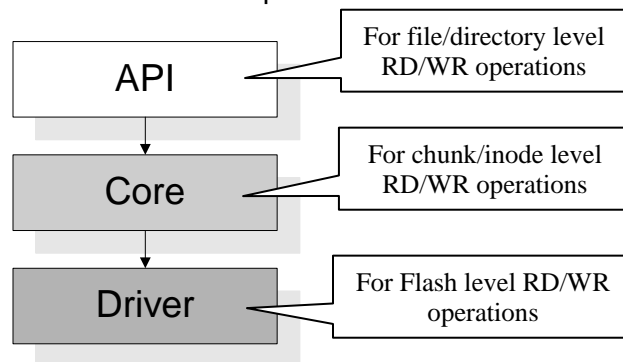 API
For file/directory level
RD/WR operations
Core
For chunk/inode level
RD/WR operations
Driver
For Flash level RD/WR
operations